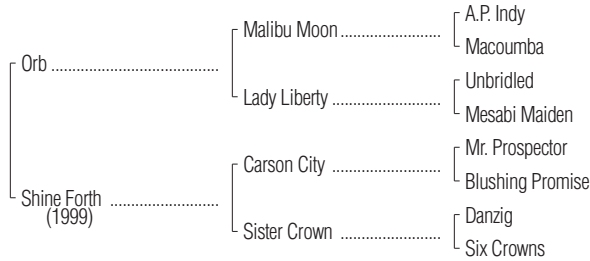 A.P. Indy
Malibu Moon ....................
Macoumba
Orb ..................................
Unbridled
Lady Liberty ......................
Mesabi Maiden
Mr. Prospector
Carson City ......................
Blushing Promise
Shine Forth ......................
(1999)
Danzig
Sister Crown ....................
Six Crowns